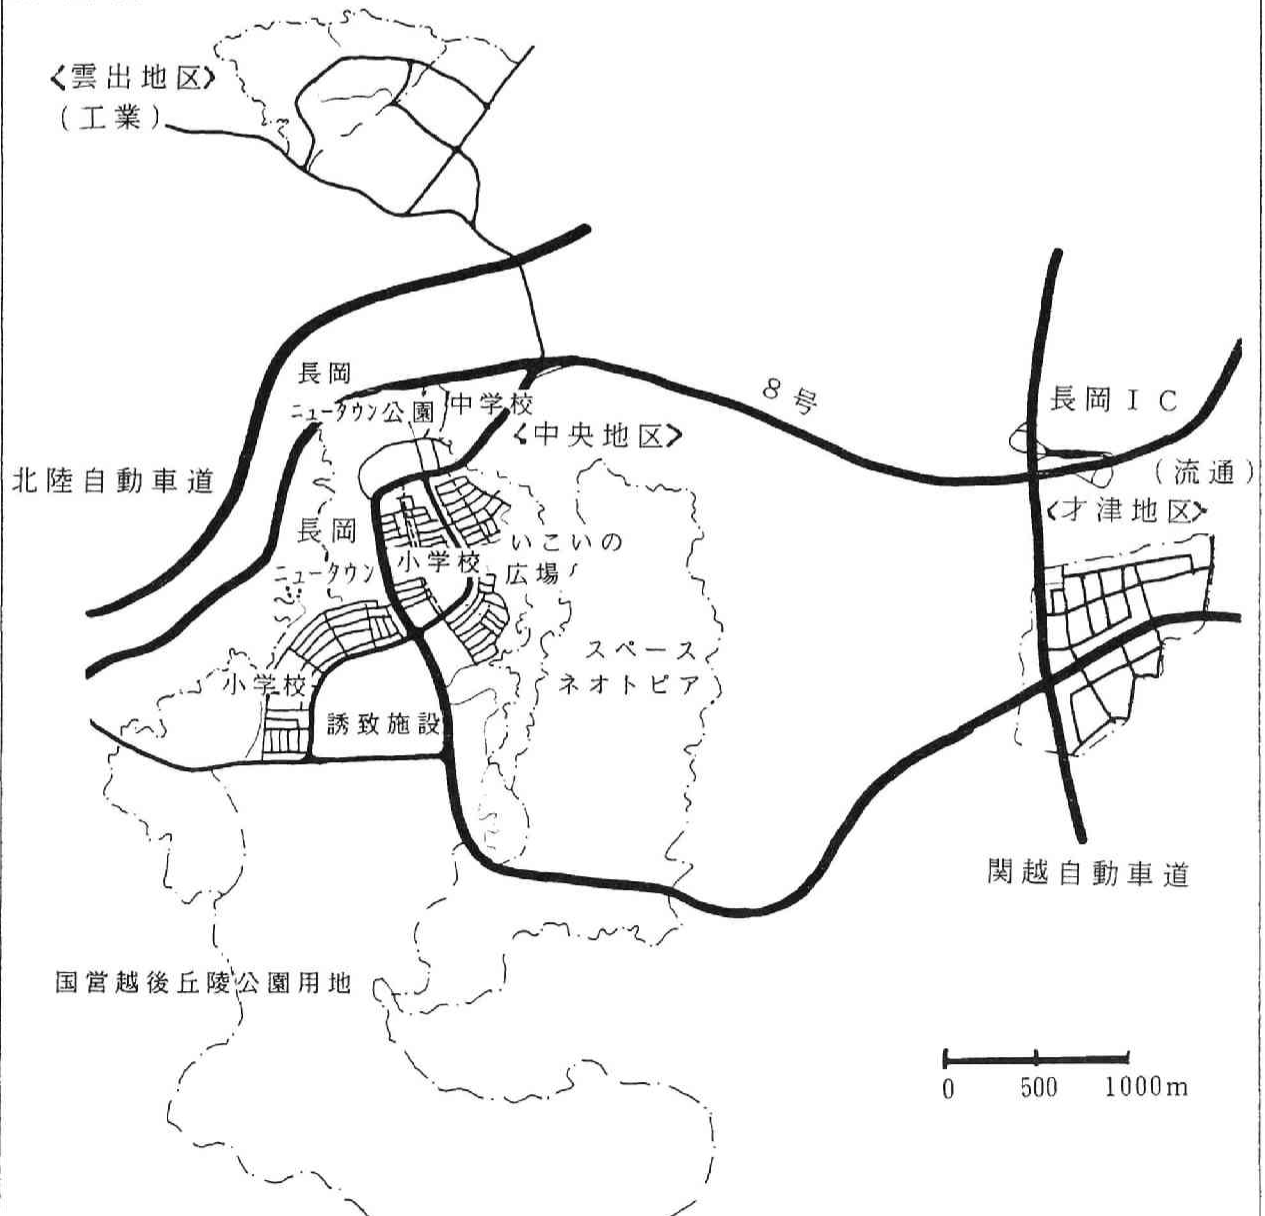 〈雲出地区〉
(工業)
長岡
ニュータウン公園
中学校
〈中央地区〉
8号
長岡IC
(流通)
〈才津地区〉
北陸自動車道
長岡
ニュータウン
小学校
いこいの
広場
スペース
ネオトピア
小学校
誘致施設
関越自動車道
国営越後丘陵公園用地
0 500 1000m